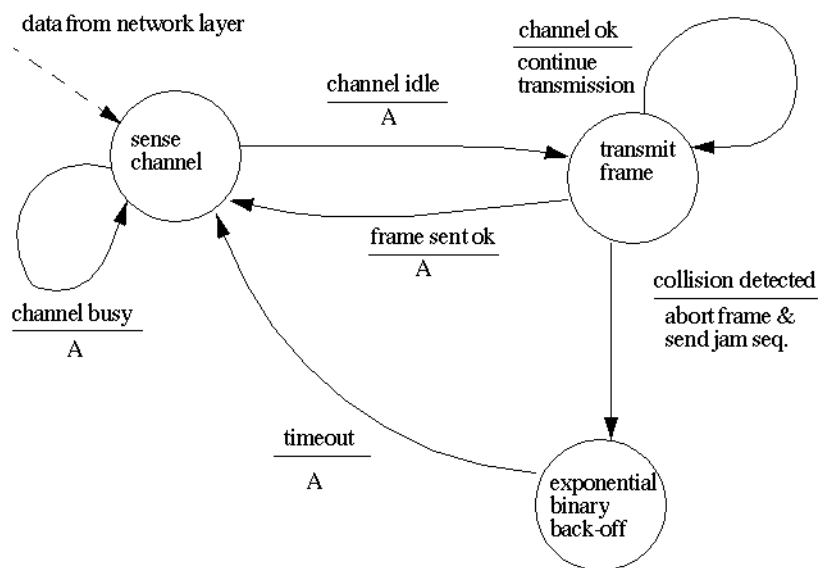 data from network layer
channel ok
continue
transmission
channel idle
A
sense
channel
transmit
frame
frame sent ok
A
channel busy
A
collision detected
abort frame &
send jam seq.
timeout
A
exponential
binary
back-off